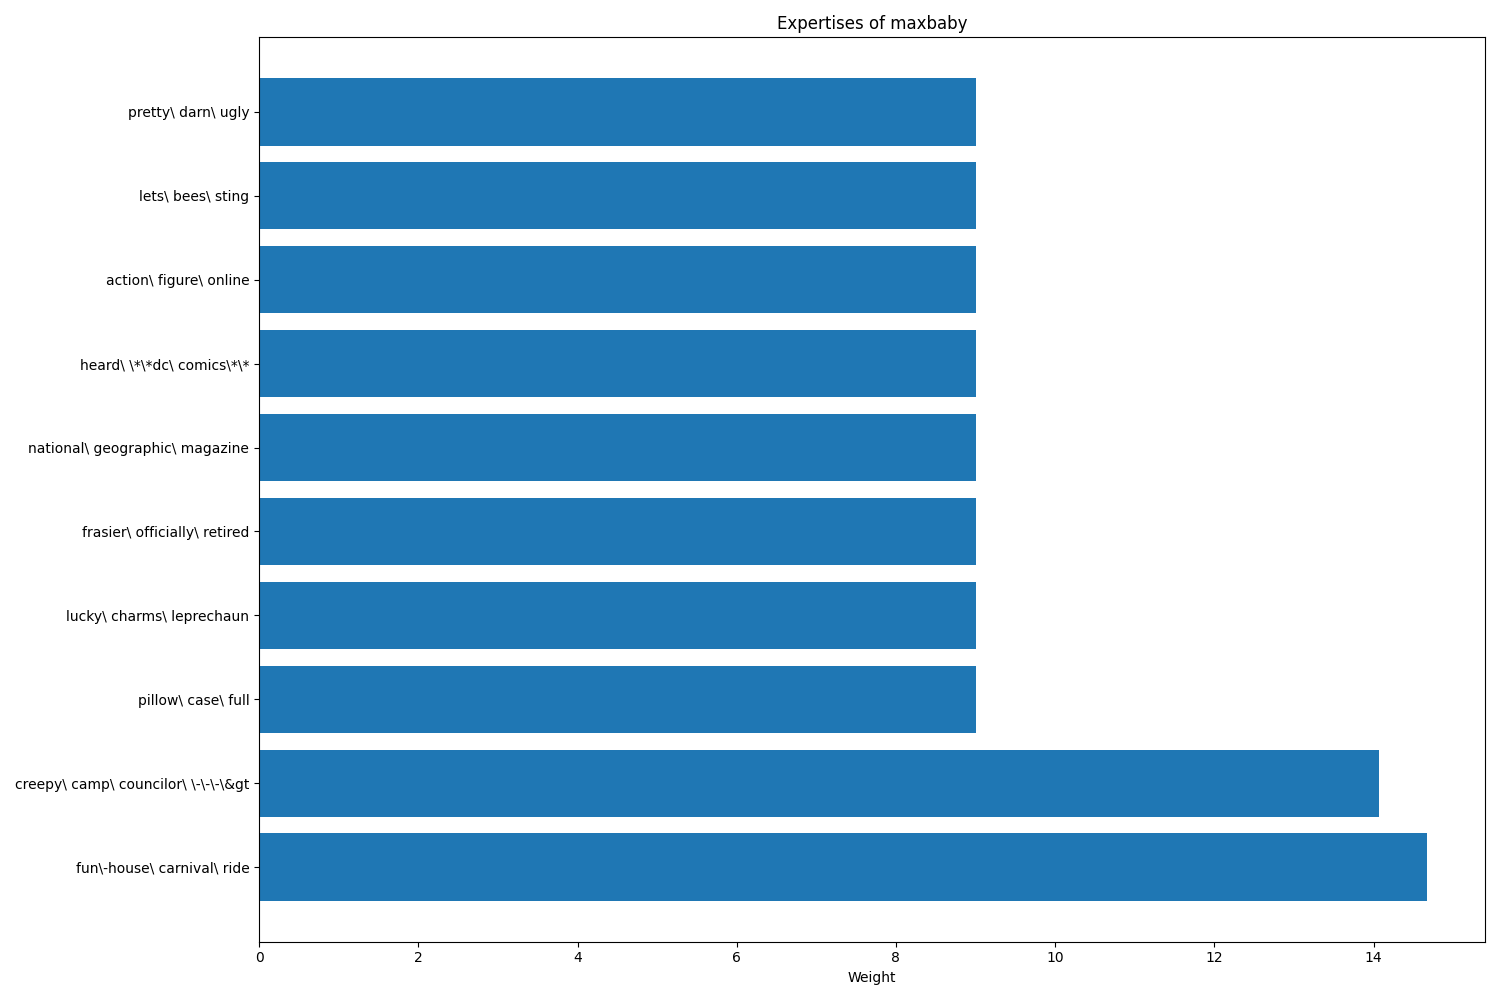 Expertises of maxbaby
pretty\ darn\ ugly
lets\ bees\ sting
action\ figure\ online
heard\ \*\*dc\ comics\*\*
national\ geographic\ magazine
frasier\ officially\ retired
lucky\ charms\ leprechaun
pillow\ case\ full
creepy\ camp\ councilor\ \-\-\-\&gt
fun\-house\ carnival\ ride
0 2 4 6 8 10 12 14
Weight